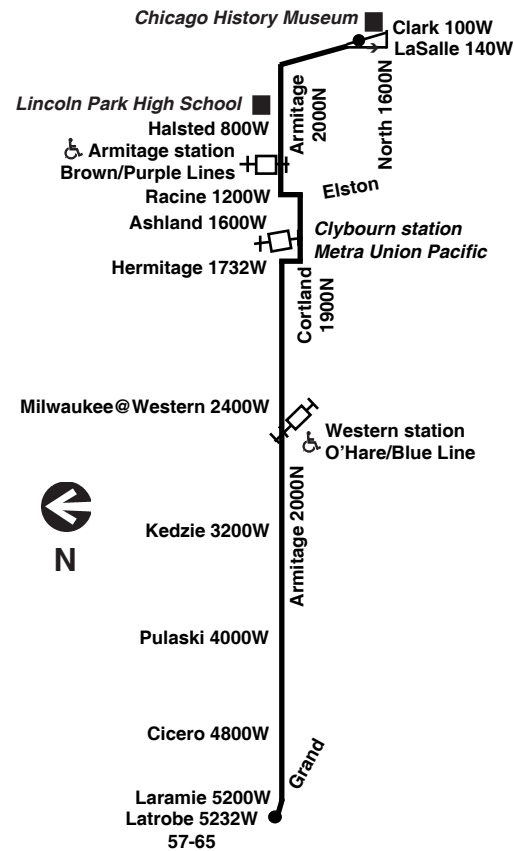 Chicago History Museum
Clark 100W
LaSalle 140W
North 1600N
Armitage
2000N
Lincoln Park High School
Halsted 800W
Armitage station
Brown/Purple Lines
Racine 1200W
Elston
Ashland 1600W
Clybourn station
Metra Union Pacific
Hermitage 1732W
Cortland
1900N
Milwaukee@Western 2400W
Western station
O'Hare/Blue Line
Armitage 2000N
N
Kedzie 3200W
Pulaski 4000W
Cicero 4800W
Grand
Laramie 5200W
Latrobe 5232W
57-65